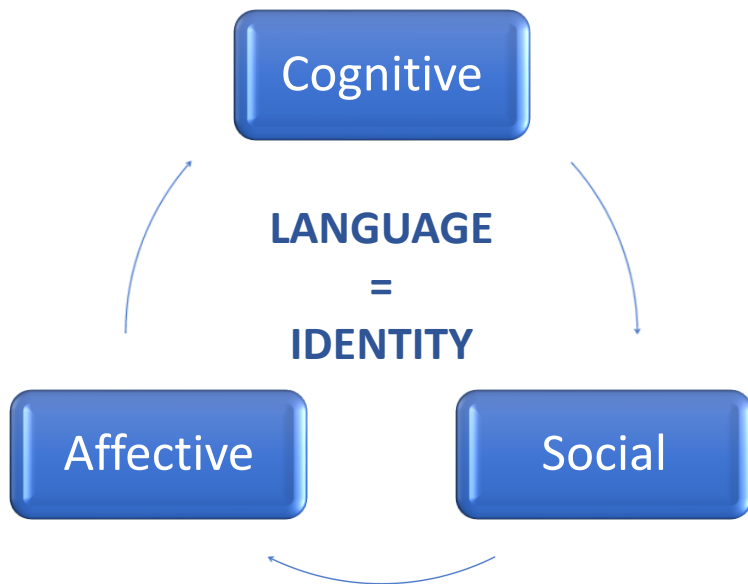 Cognitive
LANGUAGE
=
IDENTITY
Affective
Social